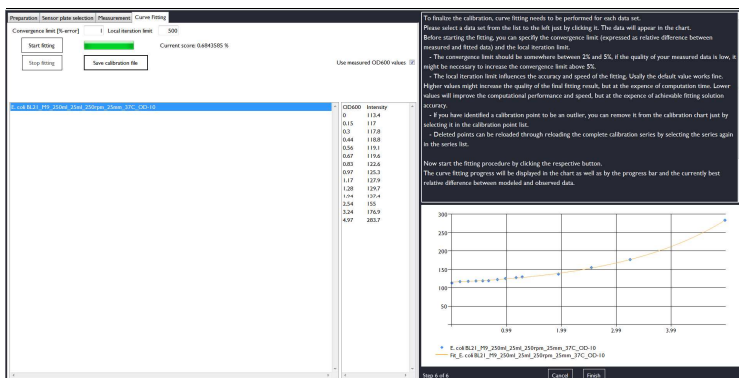 Preparation Sensor plate selection Measurement Curve Fitting
Convergence limit [%-error] 1 Local iteration limit 500
Start fitting Current score: 0.6843585 %
Stop fitting Save calibration file Use measured OD600 values
E. coli BL21_M9_250ml_25ml_250rpm_25mm_37C_OD-10
OD600 Intensity
0 113.4
0.15 117
0.3 117.8
0.44 118.8
0.56 119.1
0.67 119.6
0.83 122.6
0.97 125.3
1.17 127.9
1.28 129.7
1.94 137.4
2.54 155
3.24 176.9
4.97 283.7
To finalize the calibration, curve fitting needs to be performed for each data set.
Please select a data set from the list to the left just by clicking it. The data will appear in the chart.
Before starting the fitting, you can specify the convergence limit (expressed as relative difference between
measured and fitted data) and the local iteration limit.
- The convergence limit should be somewhere between 2% and 5%, if the quality of your measured data is low, it
might be necessary to increase the convergence limit above 5%.
- The local iteration limit influences the accuracy and speed of the fitting. Usally the default value works fine.
Higher values might increase the quality of the final fitting result, but at the expence of computation time. Lower
values will improve the computational performance and speed, but at the expence of achievable fitting solution
accuracy.
- If you have identified a calibration point to be an outlier, you can remove it from the calibration chart just by
selecting it in the calibration point list.
- Deleted points can be reloaded through reloading the complete calibration series by selecting the series again
in the series list.
Now start the fitting procedure by clicking the respective button.
The curve fitting progress will be displayed in the chart as well as by the progress bar and the currently best
relative difference between modeled and observed data.
300
250
200
150
100
50
0.99 1.99 2.99 3.99
E. coli BL21_M9_250ml_25ml_250rpm_25mm_37C_OD-10
Fit_E. coli BL21_M9_250ml_25ml_250rpm_25mm_37C_OD-10
Step 6 of 6 Cancel Finish